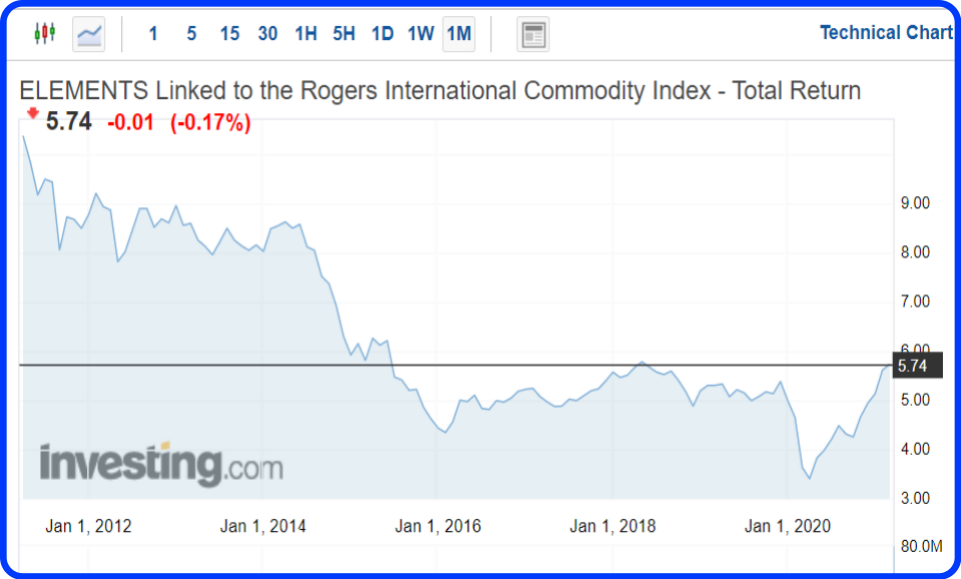 1 5 15 30 1H 5H 1D 1W 1M Technical Chart
ELEMENTS Linked to the Rogers International Commodity Index - Total Return
5.74 -0.01 (-0.17%)
9.00
8.00
7.00
6.00
5.74
5.00
4.00
investing.com
3.00
Jan 1, 2012 Jan 1, 2014 Jan 1, 2016 Jan 1, 2018 Jan 1, 2020
80.0M